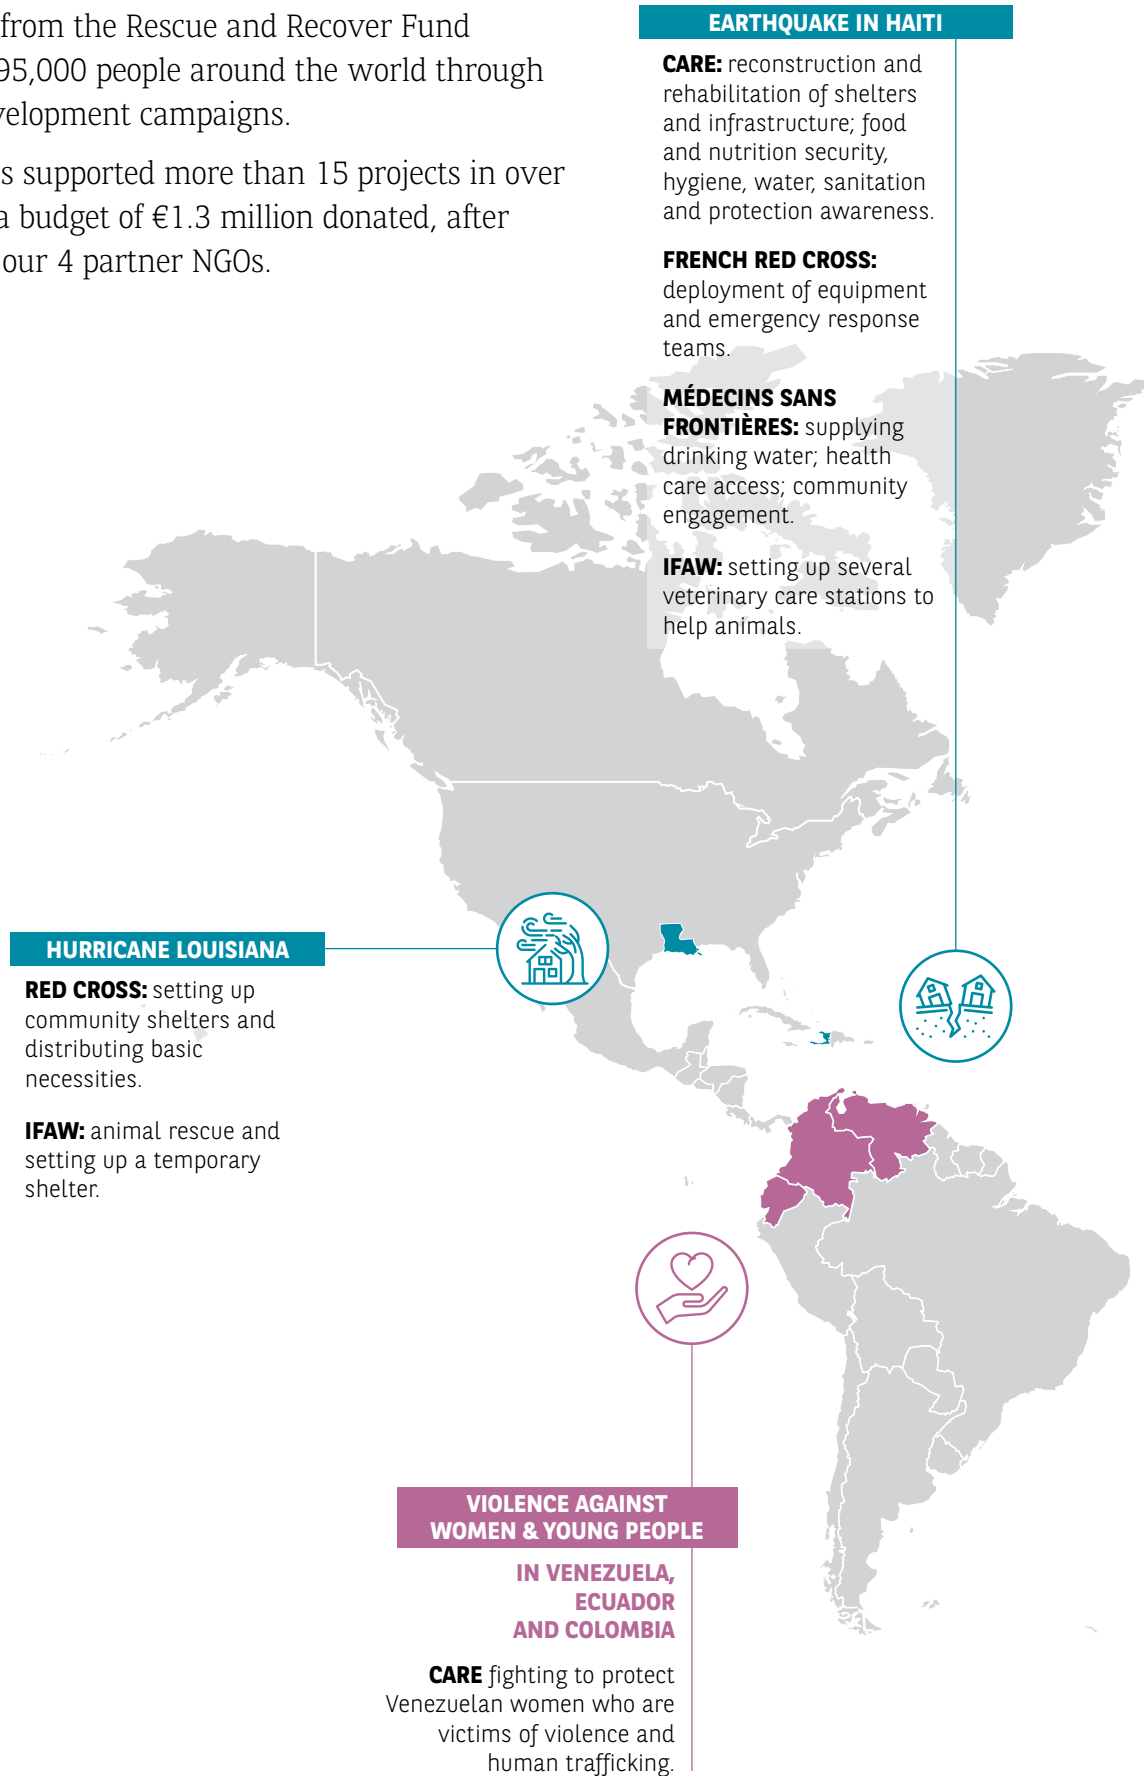 from the Rescue and Recover Fund
95,000 people around the world through
velopment campaigns.
s supported more than 15 projects in over
a budget of €1.3 million donated, after
our 4 partner NGOs.
EARTHQUAKE IN HAITI
CARE: reconstruction and
rehabilitation of shelters
and infrastructure; food
and nutrition security,
hygiene, water, sanitation
and protection awareness.
FRENCH RED CROSS:
deployment of equipment
and emergency response
teams.
MÉDECINS SANS
FRONTIÈRES: supplying
drinking water; health
care access; community
engagement.
IFAW: setting up several
veterinary care stations to
help animals.
HURRICANE LOUISIANA
RED CROSS: setting up
community shelters and
distributing basic
necessities.
IFAW: animal rescue and
setting up a temporary
shelter.
VIOLENCE AGAINST
WOMEN & YOUNG PEOPLE
IN VENEZUELA,
ECUADOR
AND COLOMBIA
CARE fighting to protect
Venezuelan women who are
victims of violence and
human trafficking.